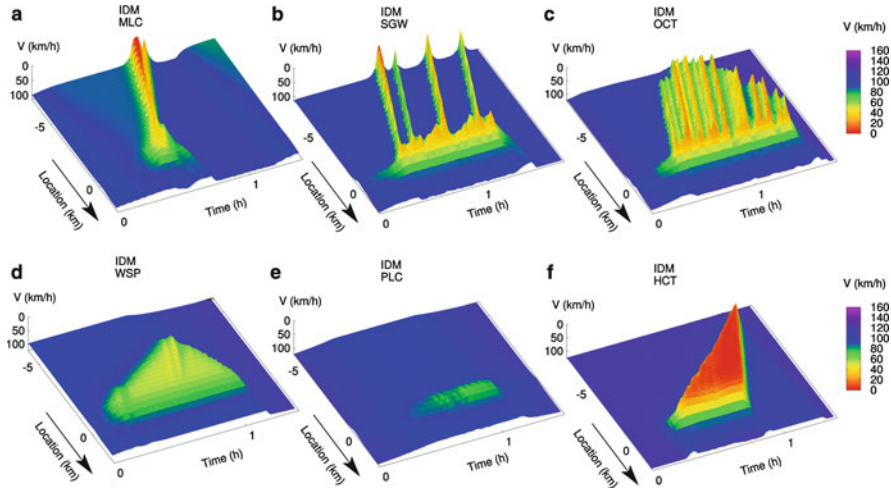 a
IDM
MLC
V (km/h)
0
50
100
-5
0
Location (km)
0
1
Time (h)
b
IDM
SGW
V (km/h)
0
50
100
-5
0
Location (km)
0
1
Time (h)
c
IDM
OCT
V (km/h)
0
50
100
-5
0
Location (km)
0
1
Time (h)
V (km/h)
160
140
120
100
80
60
40
20
0
d
IDM
WSP
V (km/h)
0
50
100
-5
0
Location (km)
0
1
Time (h)
e
IDM
PLC
V (km/h)
0
50
100
-5
0
Location (km)
0
1
Time (h)
f
IDM
HCT
V (km/h)
0
50
100
-5
0
Location (km)
0
1
Time (h)
V (km/h)
160
140
120
100
80
60
40
20
0